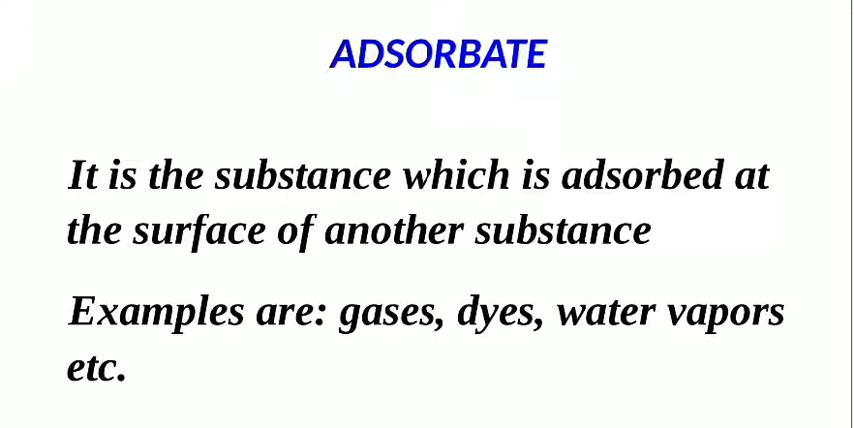 ADSORBATE
It is the substance which is adsorbed at
the surface of another substance
Examples are: gases, dyes, water vapors
etc.